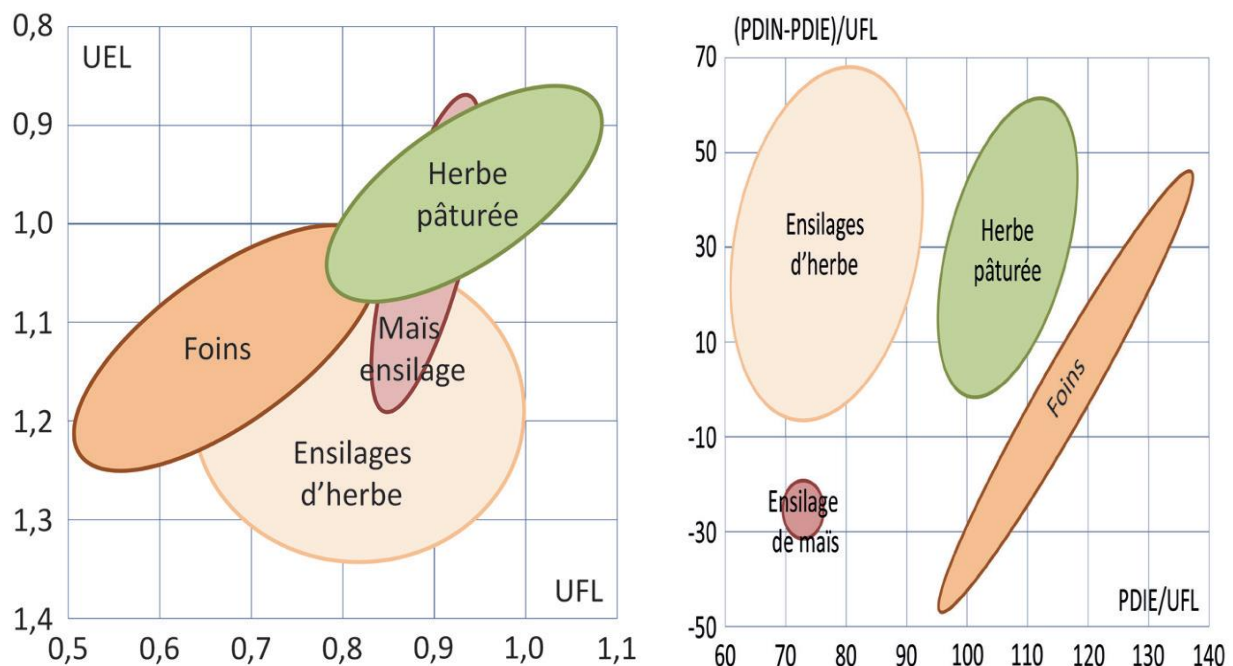 0,8
UEL
0,9
1,0
1,1
1,2
1,3
1,4
Herbe
pâturée
Foins
Maïs
ensilage
Ensilages
d'herbe
UFL
0,5 0,6 0,7 0,8 0,9 1,0 1,1
(PDIN-PDIE)/UFL
70
50
30
10
-10
-30
-50
Ensilages
d'herbe
Herbe
pâturée
Foins
Ensilage
de maïs
PDIE/UFL
60 70 80 90 100 110 120 130 140